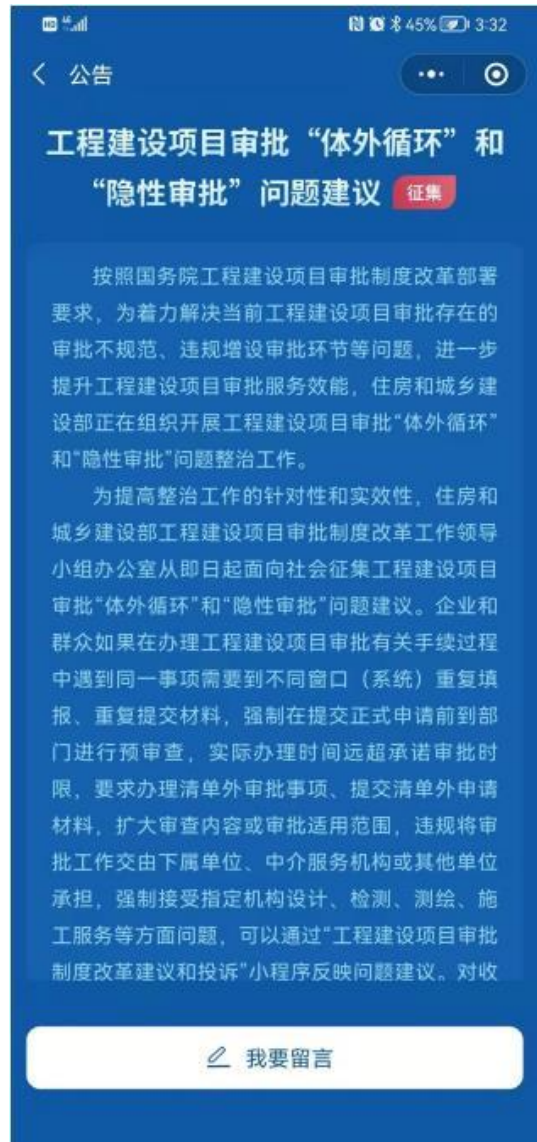 HD 4G 45% 3:32
公告
工程建设项目审批“体外循环”和
“隐性审批”问题建议 征集
按照国务院工程建设项目审批制度改革部署
要求，为着力解决当前工程建设项目审批存在的
审批不规范、违规增设审批环节等问题，进一步
提升工程建设项目审批服务效能，住房和城乡建
设部正在组织开展工程建设项目审批“体外循环”
和“隐性审批”问题整治工作。
为提高整治工作的针对性和实效性，住房和
城乡建设部工程建设项目审批制度改革工作领导
小组办公室从即日起面向社会征集工程建设项目
审批“体外循环”和“隐性审批”问题建议。企业和
群众如果在办理工程建设项目审批有关手续过程
中遇到同一事项需要到不同窗口（系统）重复填
报、重复提交材料，强制在提交正式申请前到部
门进行预审查，实际办理时间远超承诺审批时
限，要求办理清单外审批事项、提交清单外申请
材料，扩大审查内容或审批适用范围，违规将审
批工作交由下属单位、中介服务机构或其他单位
承担，强制接受指定机构设计、检测、测绘、施
工服务等方面问题，可以通过“工程建设项目审批
制度改革建议和投诉”小程序反映问题建议。对收
我要留言